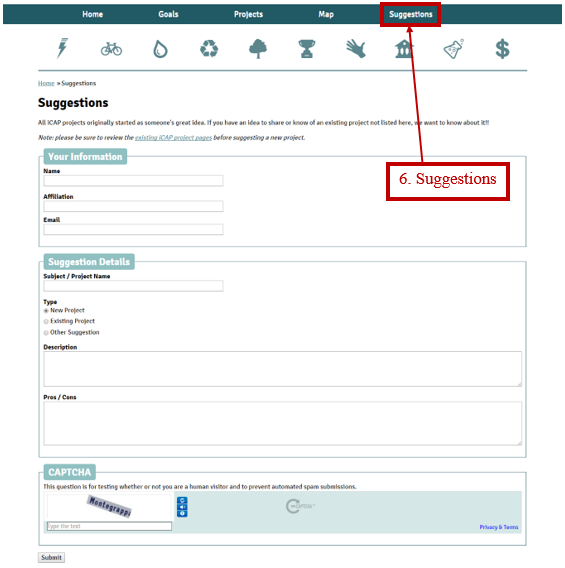 Home Goals Projects Map Suggestions
Home » Suggestions
Suggestions
All iCAP projects originally started as someone's great idea. If you have an idea to share or know of an existing project not listed here, we want to know about it!!
Note: please be sure to review the existing iCAP project pages before suggesting a new project.
6. Suggestions
Your Information
Name
Affiliation
Email
Suggestion Details
Subject / Project Name
Type
New Project
Existing Project
Other Suggestion
Description
Pros / Cons
CAPTCHA
This question is for testing whether or not you are a human visitor and to prevent automated spam submissions.
Type the text
Privacy & Terms
Submit